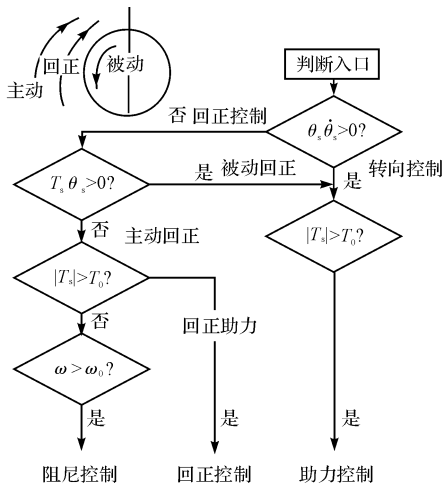 主动
回正
被动
判断入口
θsθ̇s>0?
否 回正控制
Tsθs>0?
是 被动回正
是 转向控制
否 主动回正
|Ts|>T0?
|Ts|>T0?
否
回正助力
ω>ω0?
是
是
是
阻尼控制
回正控制
助力控制